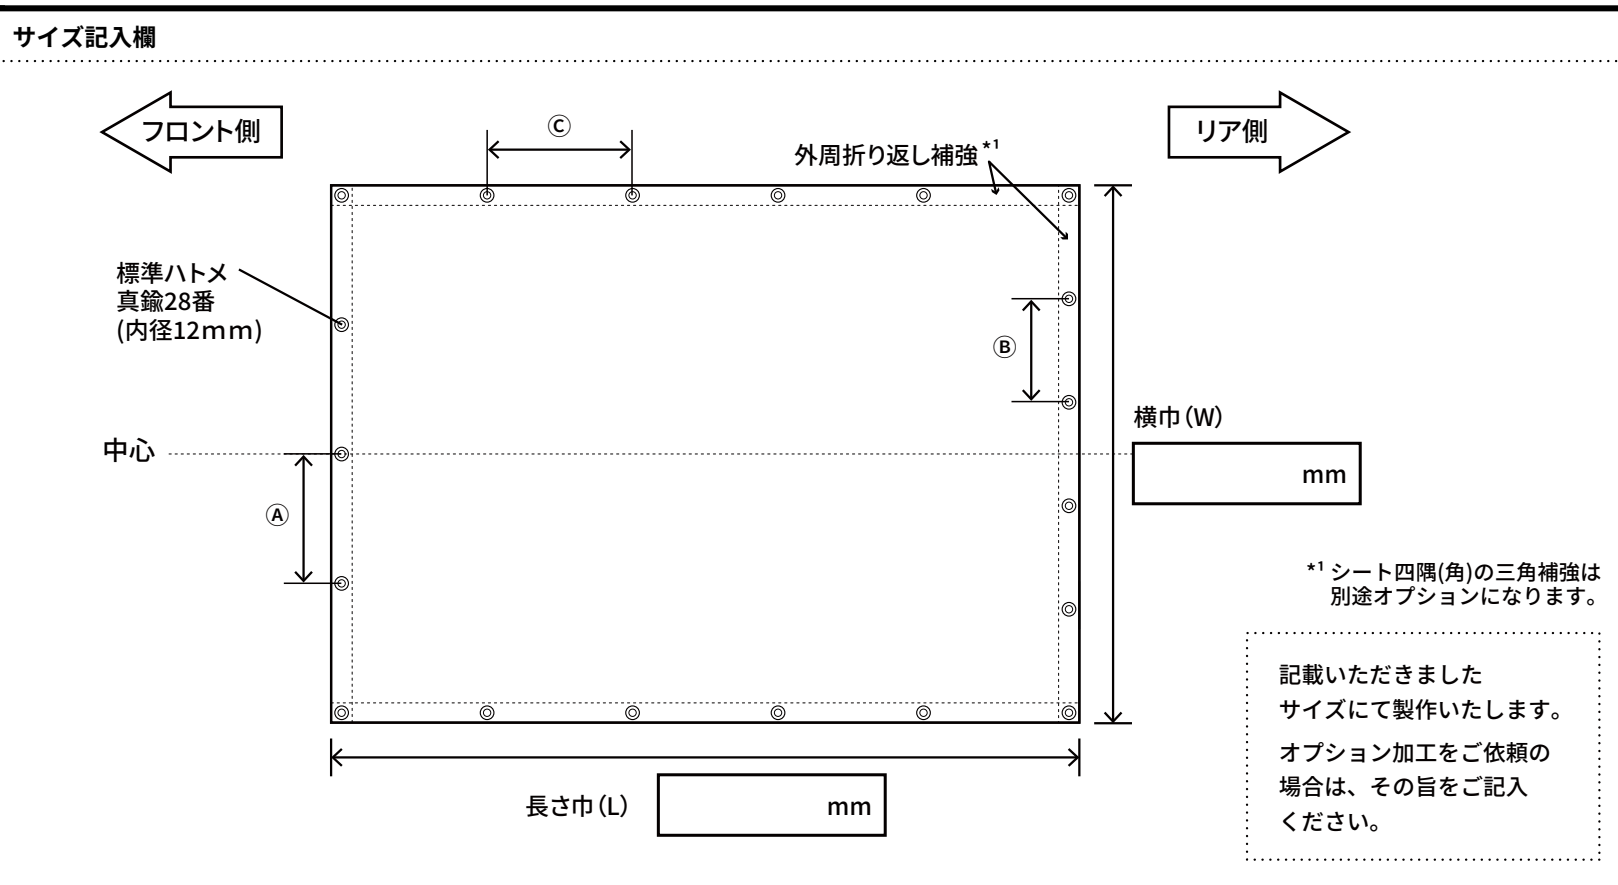 サイズ記入欄
フロント側
Ⓒ
外周折り返し補強*1
リア側
標準ハトメ
真鍮28番
(内径12mm)
Ⓑ
横巾(W)
mm
中心
Ⓐ
*1 シート四隅(角)の三角補強は
別途オプションになります。
記載いただきました
サイズにて製作いたします。
オプション加工をご依頼の
場合は、その旨をご記入
ください。
長さ巾(L)
mm